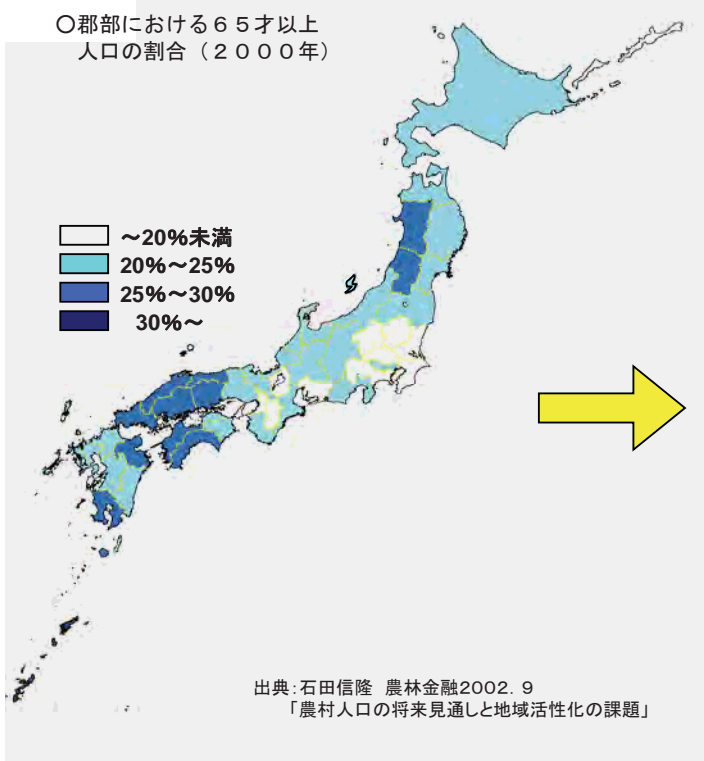 ○郡部における65才以上
人口の割合(2000年)
～20%未満
20%～25%
25%～30%
30%～
出典:石田信隆 農林金融2002.9
「農村人口の将来見通しと地域活性化の課題」